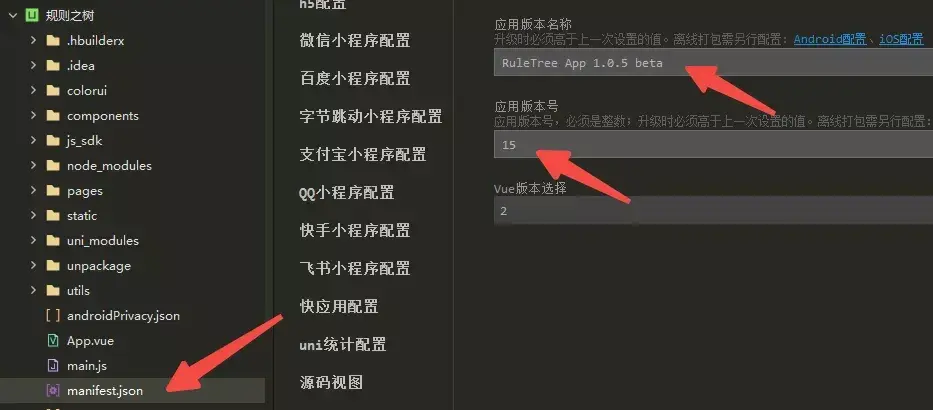 规则之树
.hbuilderx
.idea
colorui
components
js_sdk
node_modules
pages
static
uni_modules
unpackage
utils
androidPrivacy.json
App.vue
main.js
manifest.json
h5配置
微信小程序配置
百度小程序配置
字节跳动小程序配置
支付宝小程序配置
QQ小程序配置
快手小程序配置
飞书小程序配置
快应用配置
uni统计配置
源码视图
应用版本名称
升级时必须高于上一次设置的值。离线打包需另行配置: Android配置、iOS配置
RuleTree App 1.0.5 beta
应用版本号
应用版本号，必须是整数；升级时必须高于上一次设置的值。离线打包需另行配置:
15
Vue版本选择
2